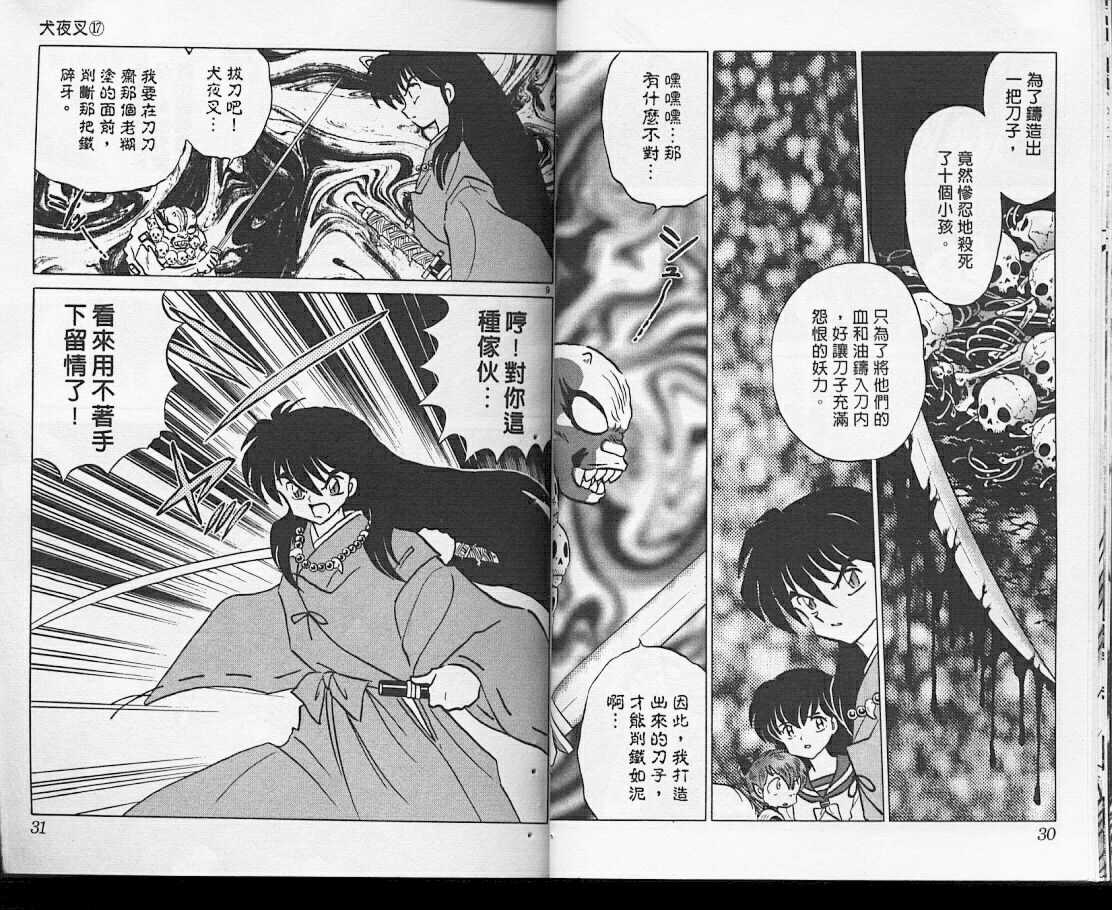 為了鑄造出
一把刀子，
竟然慘忍地殺死
了十個小孩。
只為了將他們的
血和油鑄入刀內
，好讓刀子充滿
怨恨的妖力。
嘿嘿嘿…那
有什麼不對…
シュー
因此，我打造
出來的刀子，
才能削鐵如泥
啊…
30
犬夜叉⑰
拔刀吧！
犬夜叉。
我要在刀刀
齋那個老糊
塗的面前，
削斷那把鐵
碎牙。
9
哼！對你這
種傢伙…
看來用不著手
下留情了！
31